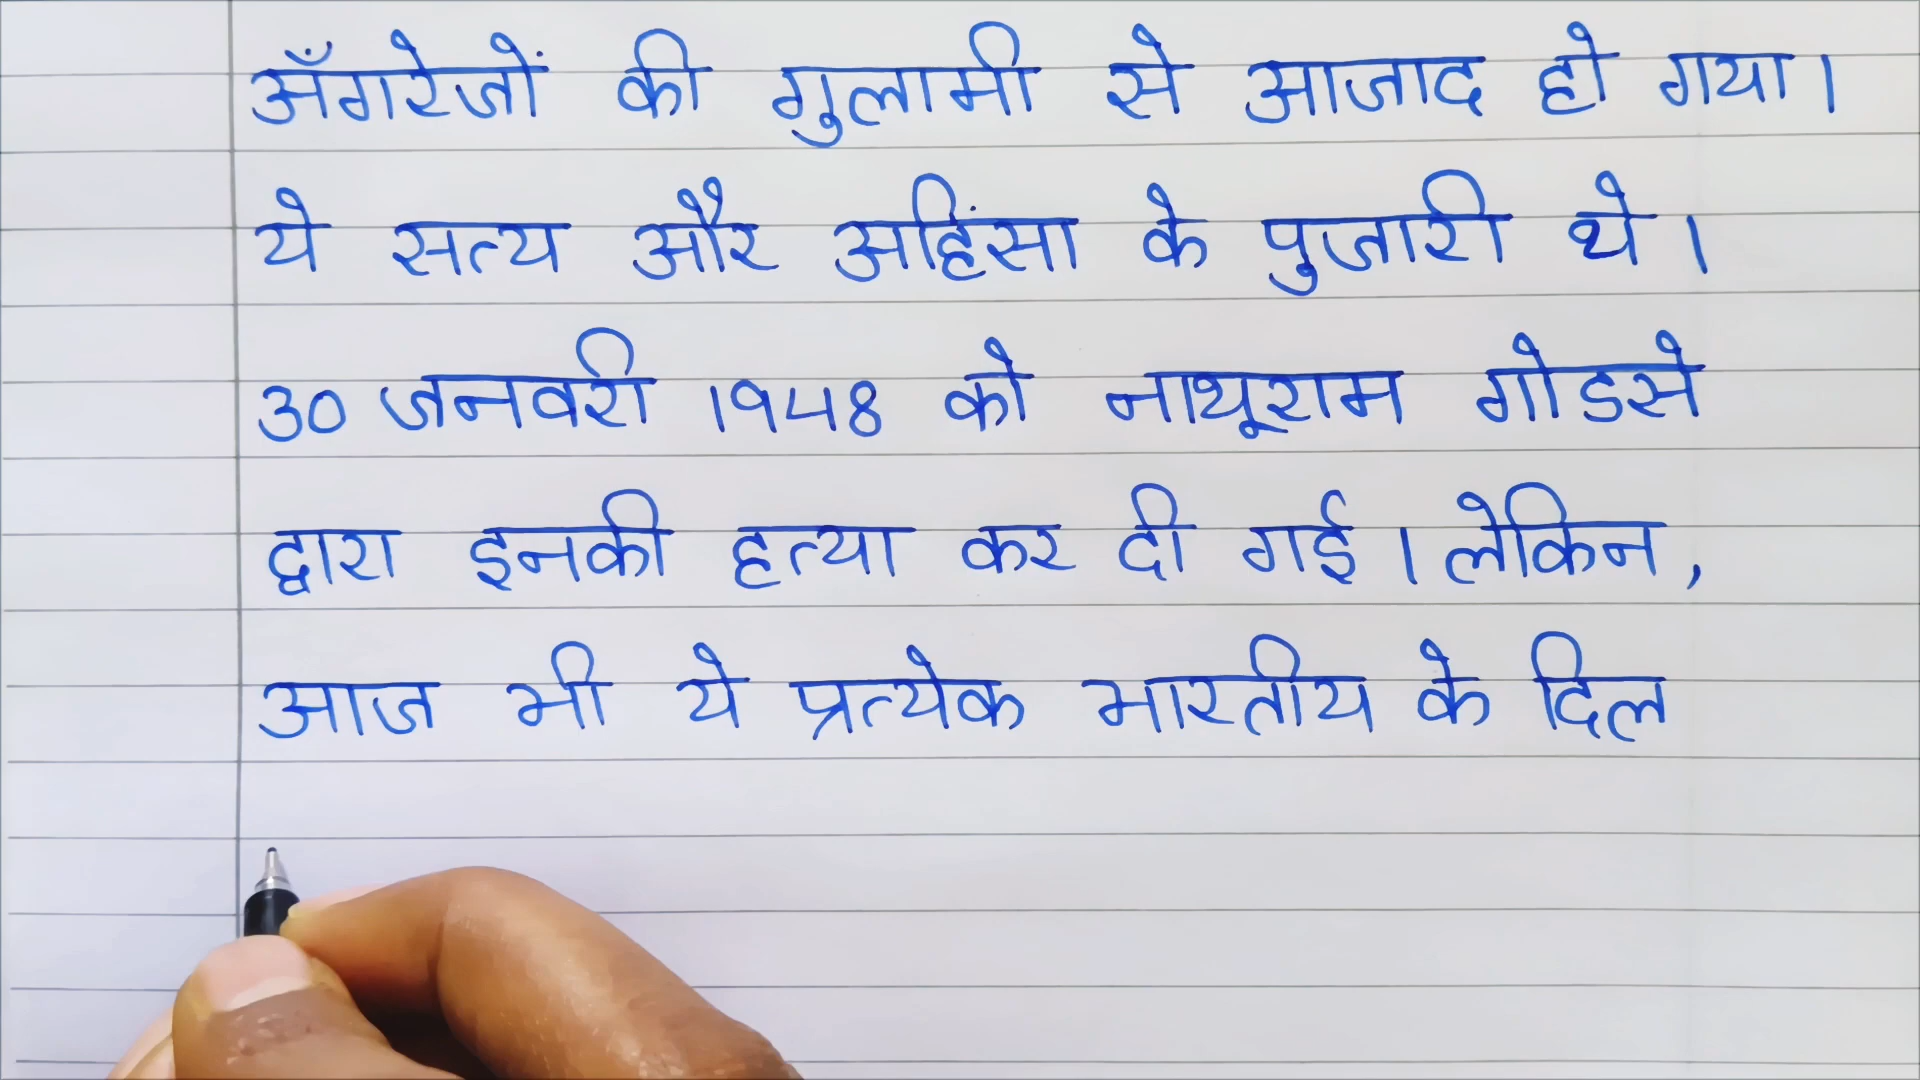 अँगरेजों की गुलामी से आजाद हो गया।
ये सत्य और अहिंसा के पुजारी थे।
30 जनवरी 1948 को नाथूराम गोडसे
द्वारा इनकी हत्या कर दी गई। लेकिन,
आज भी ये प्रत्येक भारतीय के दिल